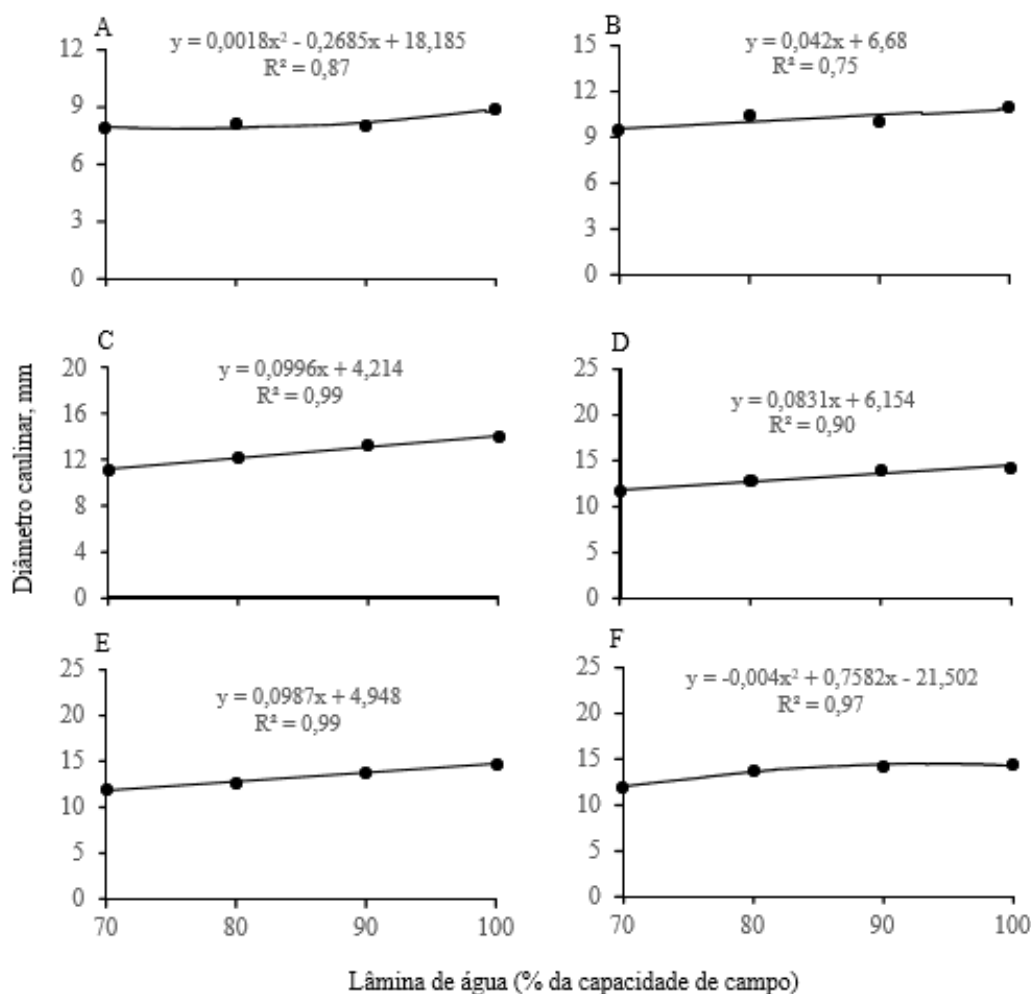 A
y = 0,0018x² - 0,2685x + 18,185
R² = 0,87
12
9
6
3
0
B
y = 0,042x + 6,68
R² = 0,75
15
12
9
6
3
0
Diâmetro caulinar, mm
C
y = 0,0996x + 4,214
R² = 0,99
20
16
12
8
4
0
D
y = 0,0831x + 6,154
R² = 0,90
25
20
15
10
5
0
E
y = 0,0987x + 4,948
R² = 0,99
25
20
15
10
5
0
70 80 90 100
F
y = -0,004x² + 0,7582x - 21,502
R² = 0,97
25
20
15
10
5
0
70 80 90 100
Lâmina de água (% da capacidade de campo)